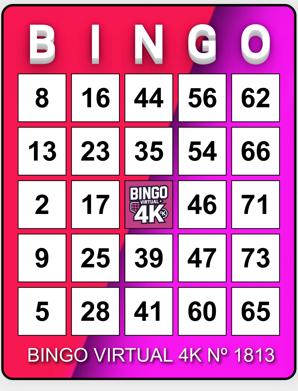 B I N G O
8 16 44 56 62
13 23 35 54 66
2 17 BINGO VIRTUAL 4K 46 71
9 25 39 47 73
5 28 41 60 65
BINGO VIRTUAL 4K Nº 1813